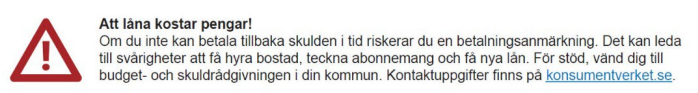 Att låna kostar pengar!
Om du inte kan betala tillbaka skulden i tid riskerar du en betalningsanmärkning. Det kan leda
till svårigheter att få hyra bostad, teckna abonnemang och få nya lån. För stöd, vänd dig till
budget- och skuldrådgivningen i din kommun. Kontaktuppgifter finns på konsumentverket.se.